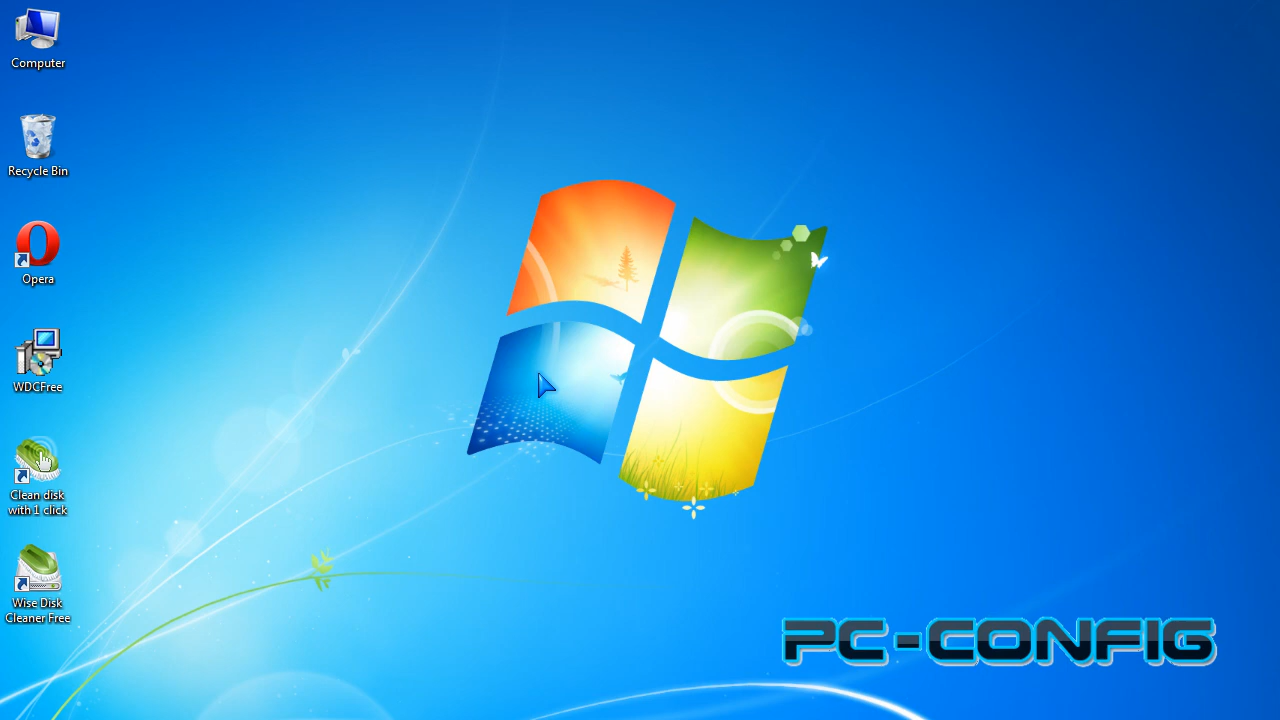 Computer
Recycle Bin
Opera
WDCFree
Clean disk
with 1 click
Wise Disk
Cleaner Free
PC-CONFIG